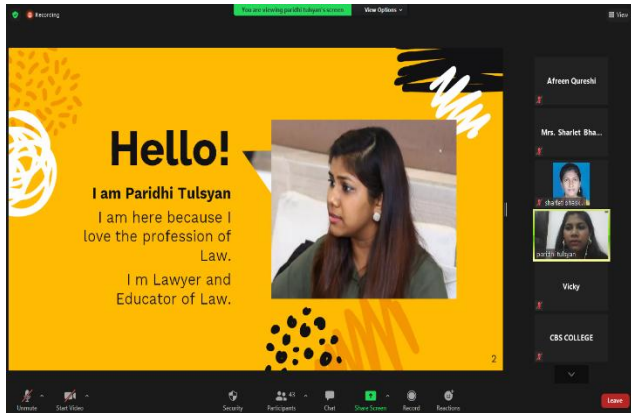 Recording
You are viewing paridhi tulsyan's screen
View Options
View
Hello!
I am Paridhi Tulsyan
I am here because I
love the profession of
Law.
I m Lawyer and
Educator of Law.
2
Afreen Qureshi
Mrs. Sharlet Bha...
paridhi tulsyan
Vicky
CBS COLLEGE
Unmute
Start Video
Security
Participants
43
Chat
Share Screen
Record
Reactions
Leave